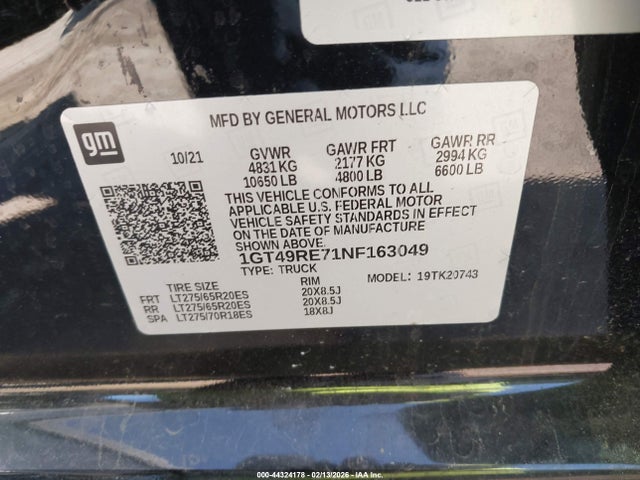 MFD BY GENERAL MOTORS LLC
gm
10/21 GVWR GAWR FRT GAWR RR
4831 KG 2177 KG 2994 KG
10650 LB 4800 LB 6600 LB
THIS VEHICLE CONFORMS TO ALL
APPLICABLE U.S. FEDERAL MOTOR
VEHICLE SAFETY STANDARDS IN EFFECT
ON THE DATE OF MANUFACTURE
SHOWN ABOVE.
1GT49RE71NF163049
TYPE: TRUCK MODEL: 19TK20743
TIRE SIZE RIM
FRT LT275/65R20ES 20X8.5J
RR LT275/65R20ES 20X8.5J
SPA LT275/70R18ES 18X8J
© 000-44324178 - 02/13/2026 - IAA, Inc.